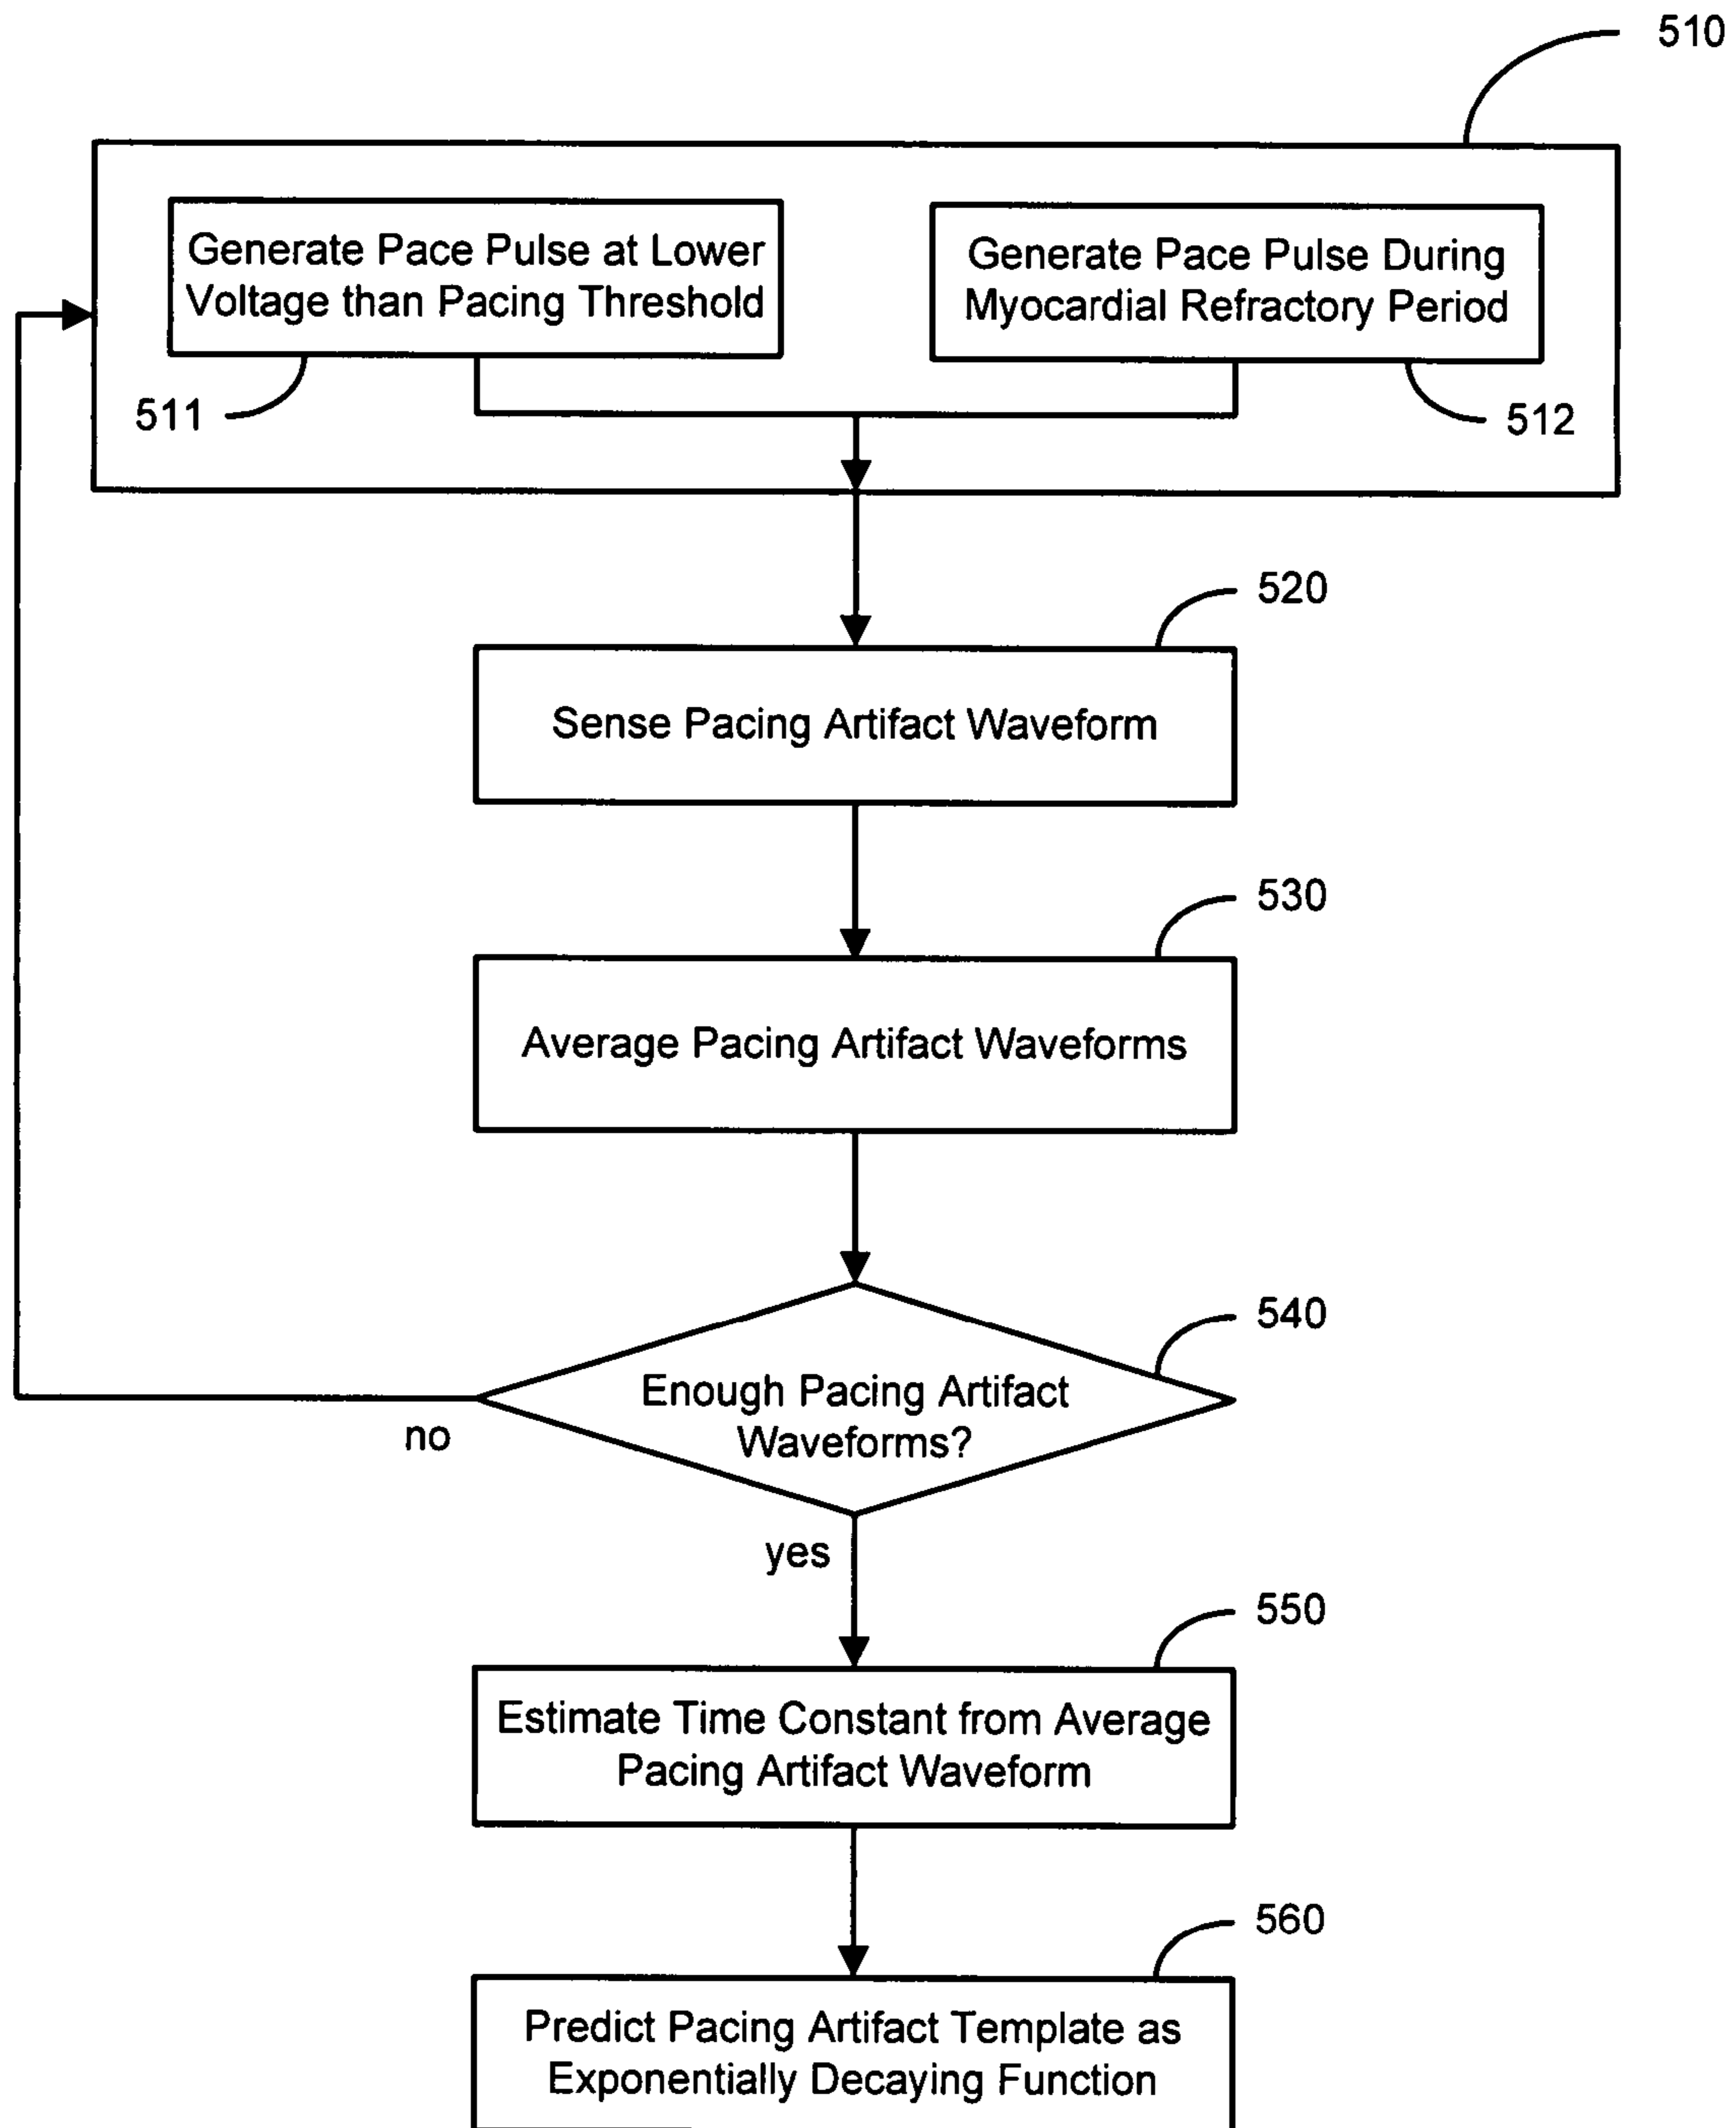 510
Generate Pace Pulse at Lower
Voltage than Pacing Threshold
Generate Pace Pulse During
Myocardial Refractory Period
511
512
520
Sense Pacing Artifact Waveform
530
Average Pacing Artifact Waveforms
540
Enough Pacing Artifact
Waveforms?
no
yes
550
Estimate Time Constant from Average
Pacing Artifact Waveform
560
Predict Pacing Artifact Template as
Exponentially Decaying Function